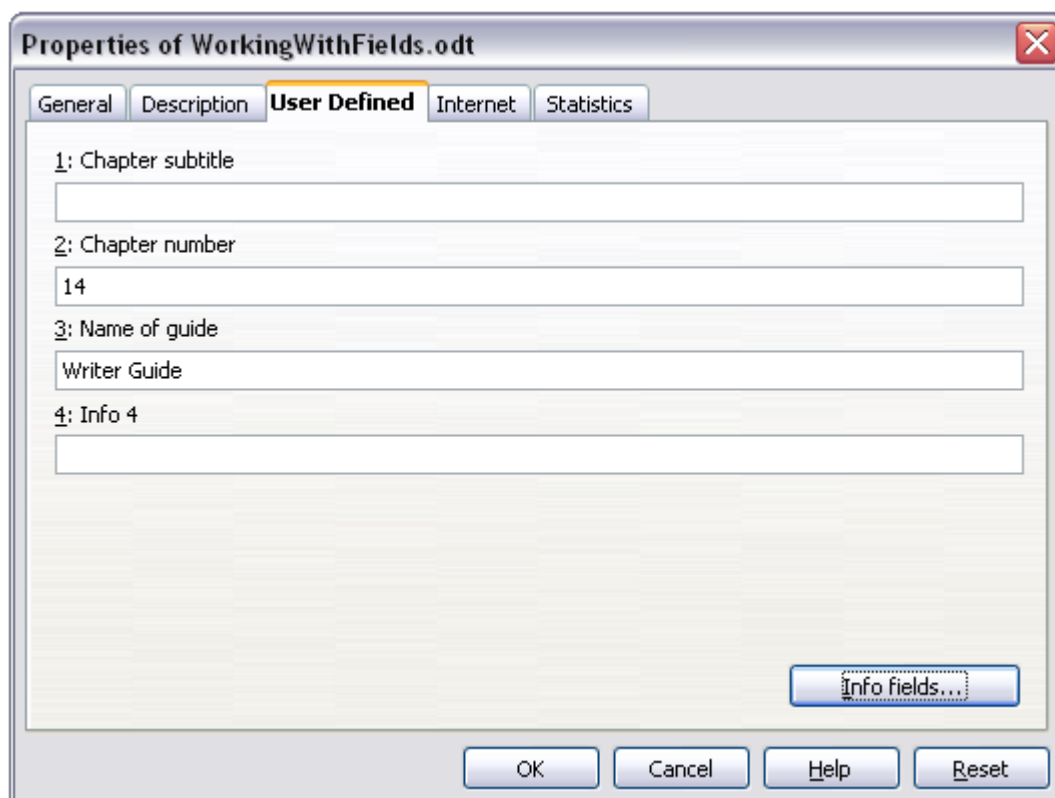 Properties of WorkingWithFields.odt
General Description User Defined Internet Statistics
1: Chapter subtitle
2: Chapter number
14
3: Name of guide
Writer Guide
4: Info 4
Info fields...
OK Cancel Help Reset